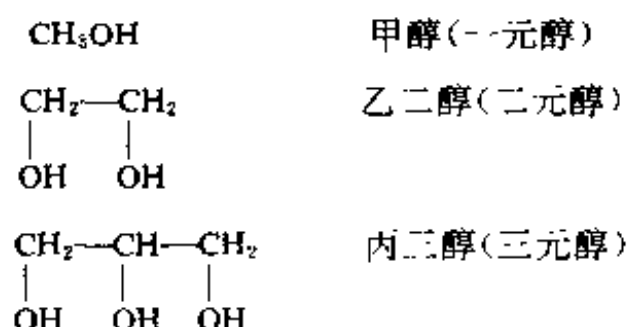 CH₃OH 甲醇(一元醇)
CH₂—CH₂ 乙二醇(二元醇)
OH OH
CH₂—CH—CH₂ 丙三醇(三元醇)
OH OH OH